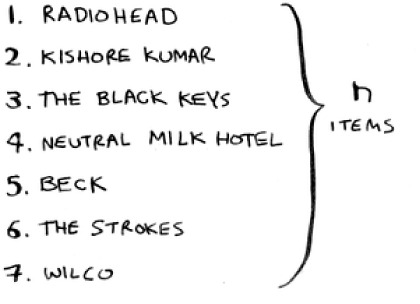 1. RADIOHEAD
2. KISHORE KUMAR
3. THE BLACK KEYS
4. NEUTRAL MILK HOTEL
5. BECK
6. THE STROKES
7. WILCO
n
ITEMS